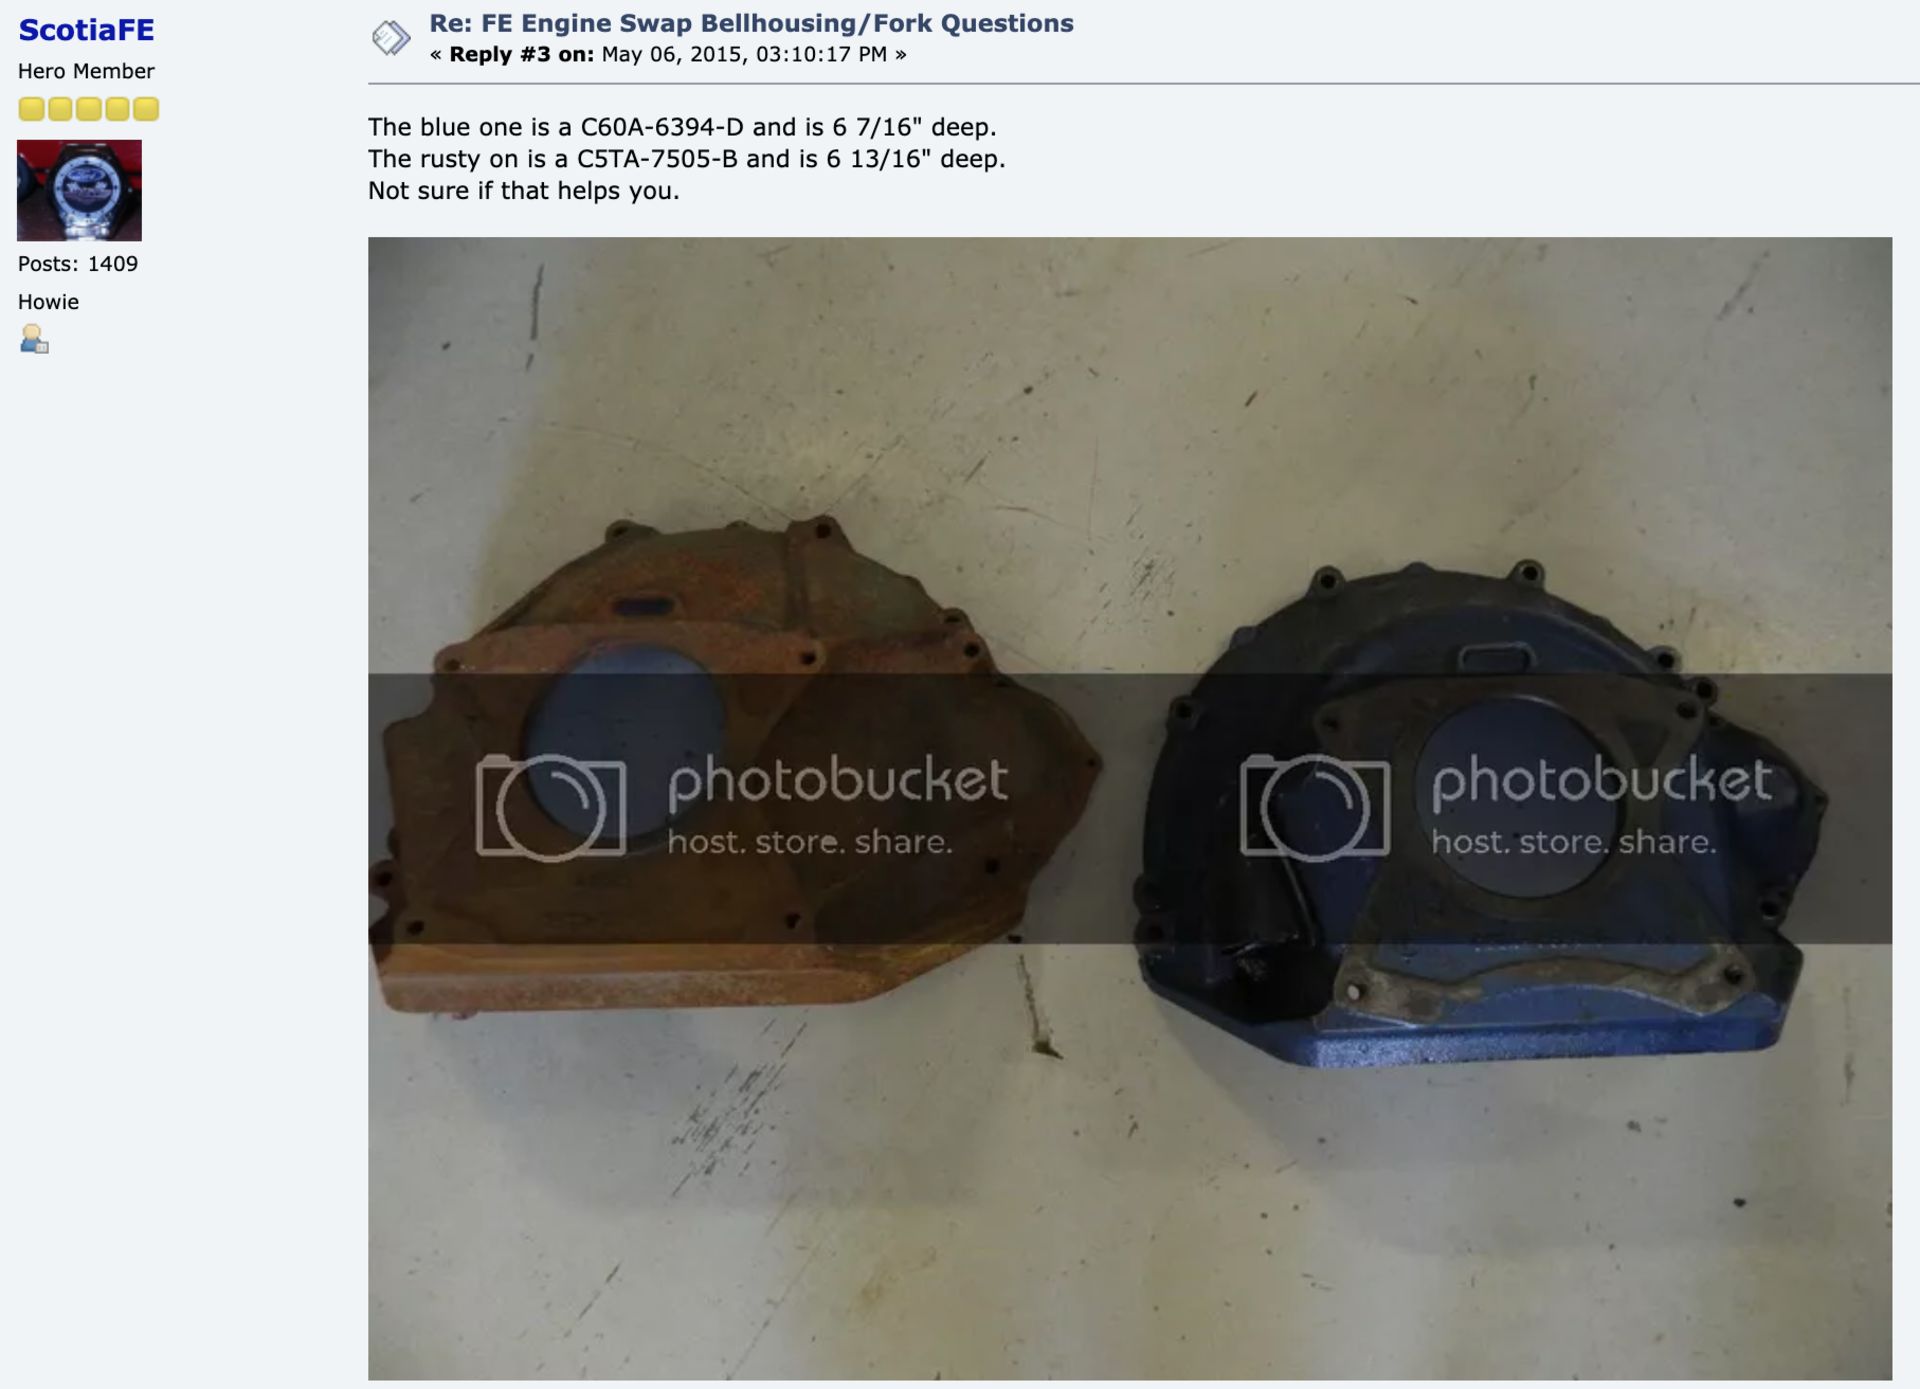 ScotiaFE
Hero Member
Posts: 1409
Howie
Re: FE Engine Swap Bellhousing/Fork Questions
« Reply #3 on: May 06, 2015, 03:10:17 PM »
The blue one is a C60A-6394-D and is 6 7/16" deep.
The rusty on is a C5TA-7505-B and is 6 13/16" deep.
Not sure if that helps you.
photobucket
host. store. share.
photobucket
host. store. share.